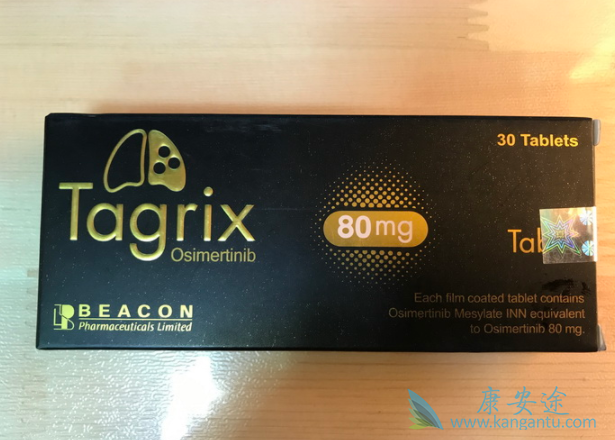 30 Tablets
Tagrix
Osimertinib
80mg
BEACON
Pharmaceuticals Limited
Each film coated tablet contains
Osimertinib Mesylate INN equivalent
to Osimertinib 80 mg.
康安途
www.kangantu.com